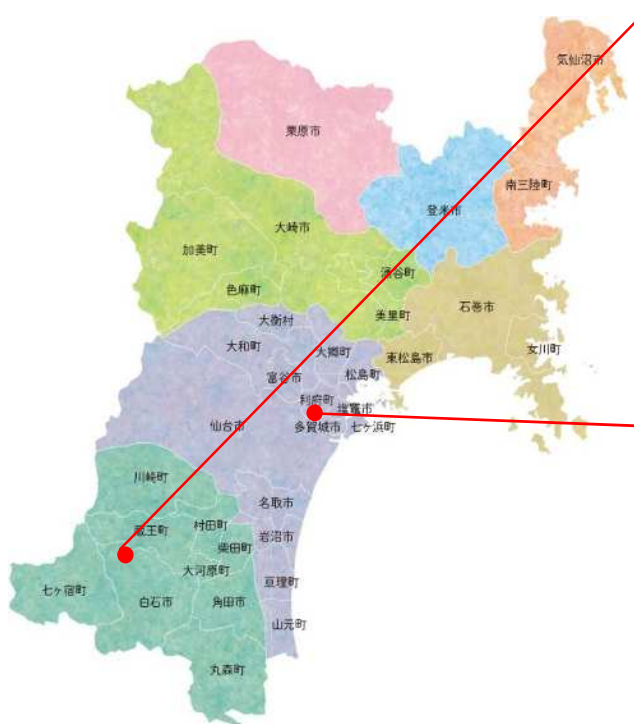 気仙沼市
栗原市
南三陸町
登米市
大崎市
加美町
涌谷町
色麻町
石巻市
美里町
大衡村
大和町
大郷町
女川町
東松島市
富谷市
松島町
利府町
塩竈市
仙台市
多賀城市
七ヶ浜町
川崎町
名取市
村田町
蔵王町
岩沼市
柴田町
大河原町
亘理町
七ヶ宿町
白石市
角田市
山元町
丸森町